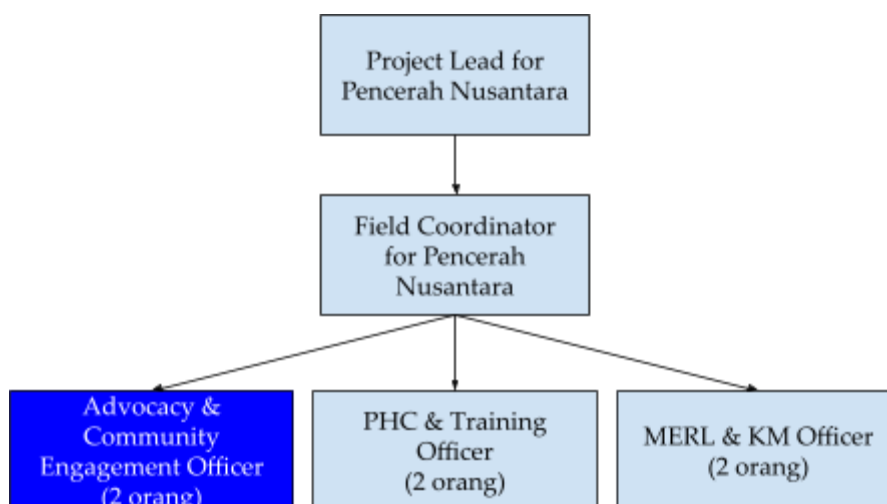 Project Lead for
Pencerah Nusantara
Field Coordinator
for Pencerah
Nusantara
Advocacy &
Community
Engagement Officer
(2 orang)
PHC & Training
Officer
(2 orang)
MERL & KM Officer
(2 orang)